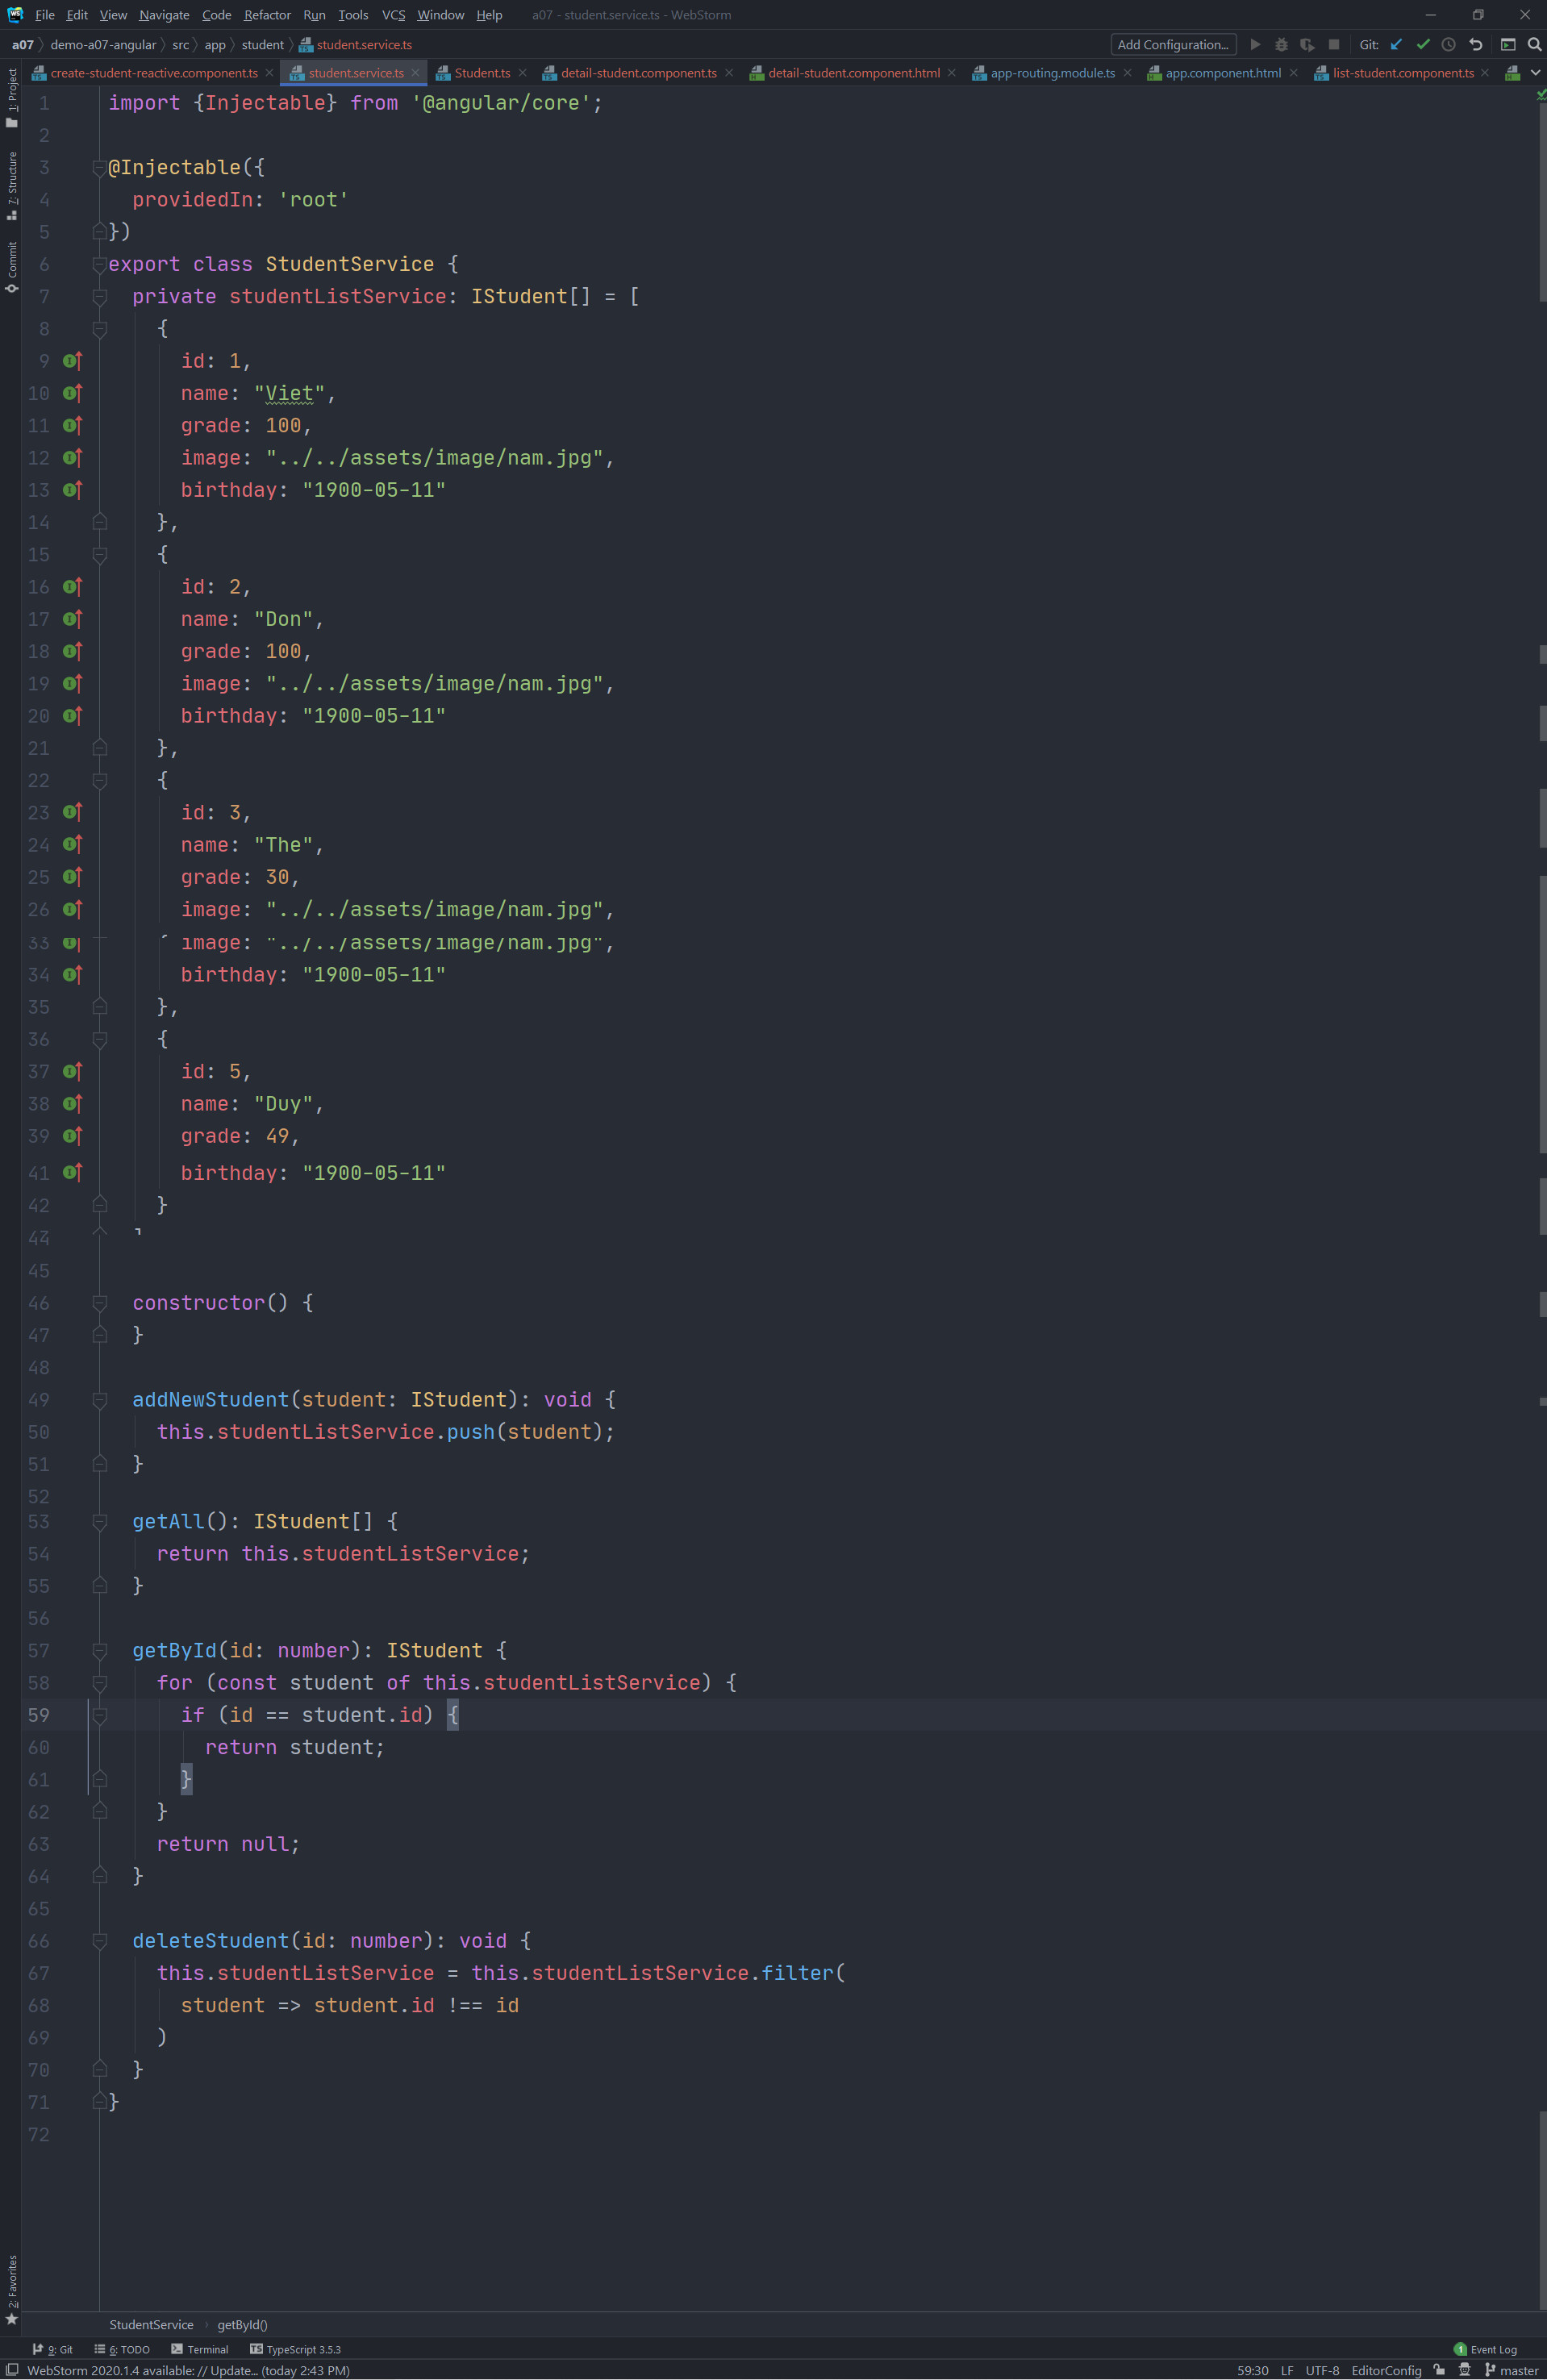 File Edit View Navigate Code Refactor Run Tools VCS Window Help a07 - student.service.ts - WebStorm
a07 demo-a07-angular src app student student.service.ts Add Configuration... Git:
create-student-reactive.component.ts student.service.ts Student.ts detail-student.component.ts detail-student.component.html app-routing.module.ts app.component.html list-student.component.ts
1: Project
7: Structure
Commit
2: Favorites
1 import {Injectable} from '@angular/core';
2
3 @Injectable({
4 providedIn: 'root'
5 })
6 export class StudentService {
7 private studentListService: IStudent[] = [
8 {
9 id: 1,
10 name: "Viet",
11 grade: 100,
12 image: "../../assets/image/nam.jpg",
13 birthday: "1900-05-11"
14 },
15 {
16 id: 2,
17 name: "Don",
18 grade: 100,
19 image: "../../assets/image/nam.jpg",
20 birthday: "1900-05-11"
21 },
22 {
23 id: 3,
24 name: "The",
25 grade: 30,
26 image: "../../assets/image/nam.jpg",
33 image: "../../assets/image/nam.jpg",
34 birthday: "1900-05-11"
35 },
36 {
37 id: 5,
38 name: "Duy",
39 grade: 49,
41 birthday: "1900-05-11"
42 }
43
45
46 constructor() {
47 }
48
49 addNewStudent(student: IStudent): void {
50 this.studentListService.push(student);
51 }
52
53 getAll(): IStudent[] {
54 return this.studentListService;
55 }
56
57 getById(id: number): IStudent {
58 for (const student of this.studentListService) {
59 if (id == student.id) {
60 return student;
61 }
62 }
63 return null;
64 }
65
66 deleteStudent(id: number): void {
67 this.studentListService = this.studentListService.filter(
68 student => student.id !== id
69 )
70 }
71 }
72
StudentService › getById()
9: Git 6: TODO Terminal TypeScript 3.5.3 1 Event Log
WebStorm 2020.1.4 available: // Update... (today 2:43 PM) 59:30 LF UTF-8 EditorConfig master